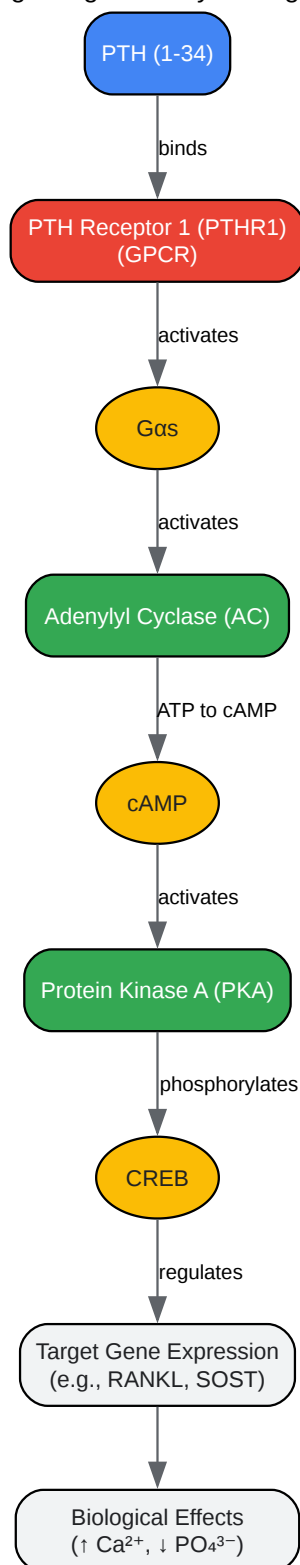 PTH (1-34)
binds
PTH Receptor 1 (PTHR1)
(GPCR)
activates
Gαs
activates
Adenylyl Cyclase (AC)
ATP to cAMP
cAMP
activates
Protein Kinase A (PKA)
phosphorylates
CREB
regulates
Target Gene Expression
(e.g., RANKL, SOST)
Biological Effects
(↑ Ca²⁺, ↓ PO₄³⁻)